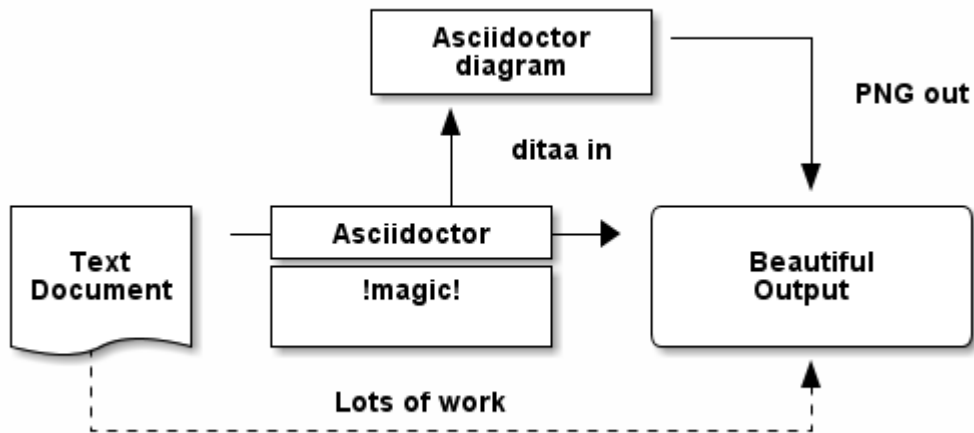 Asciidoctor
diagram
PNG out
ditaa in
Text
Document
Asciidoctor
!magic!
Beautiful
Output
Lots of work